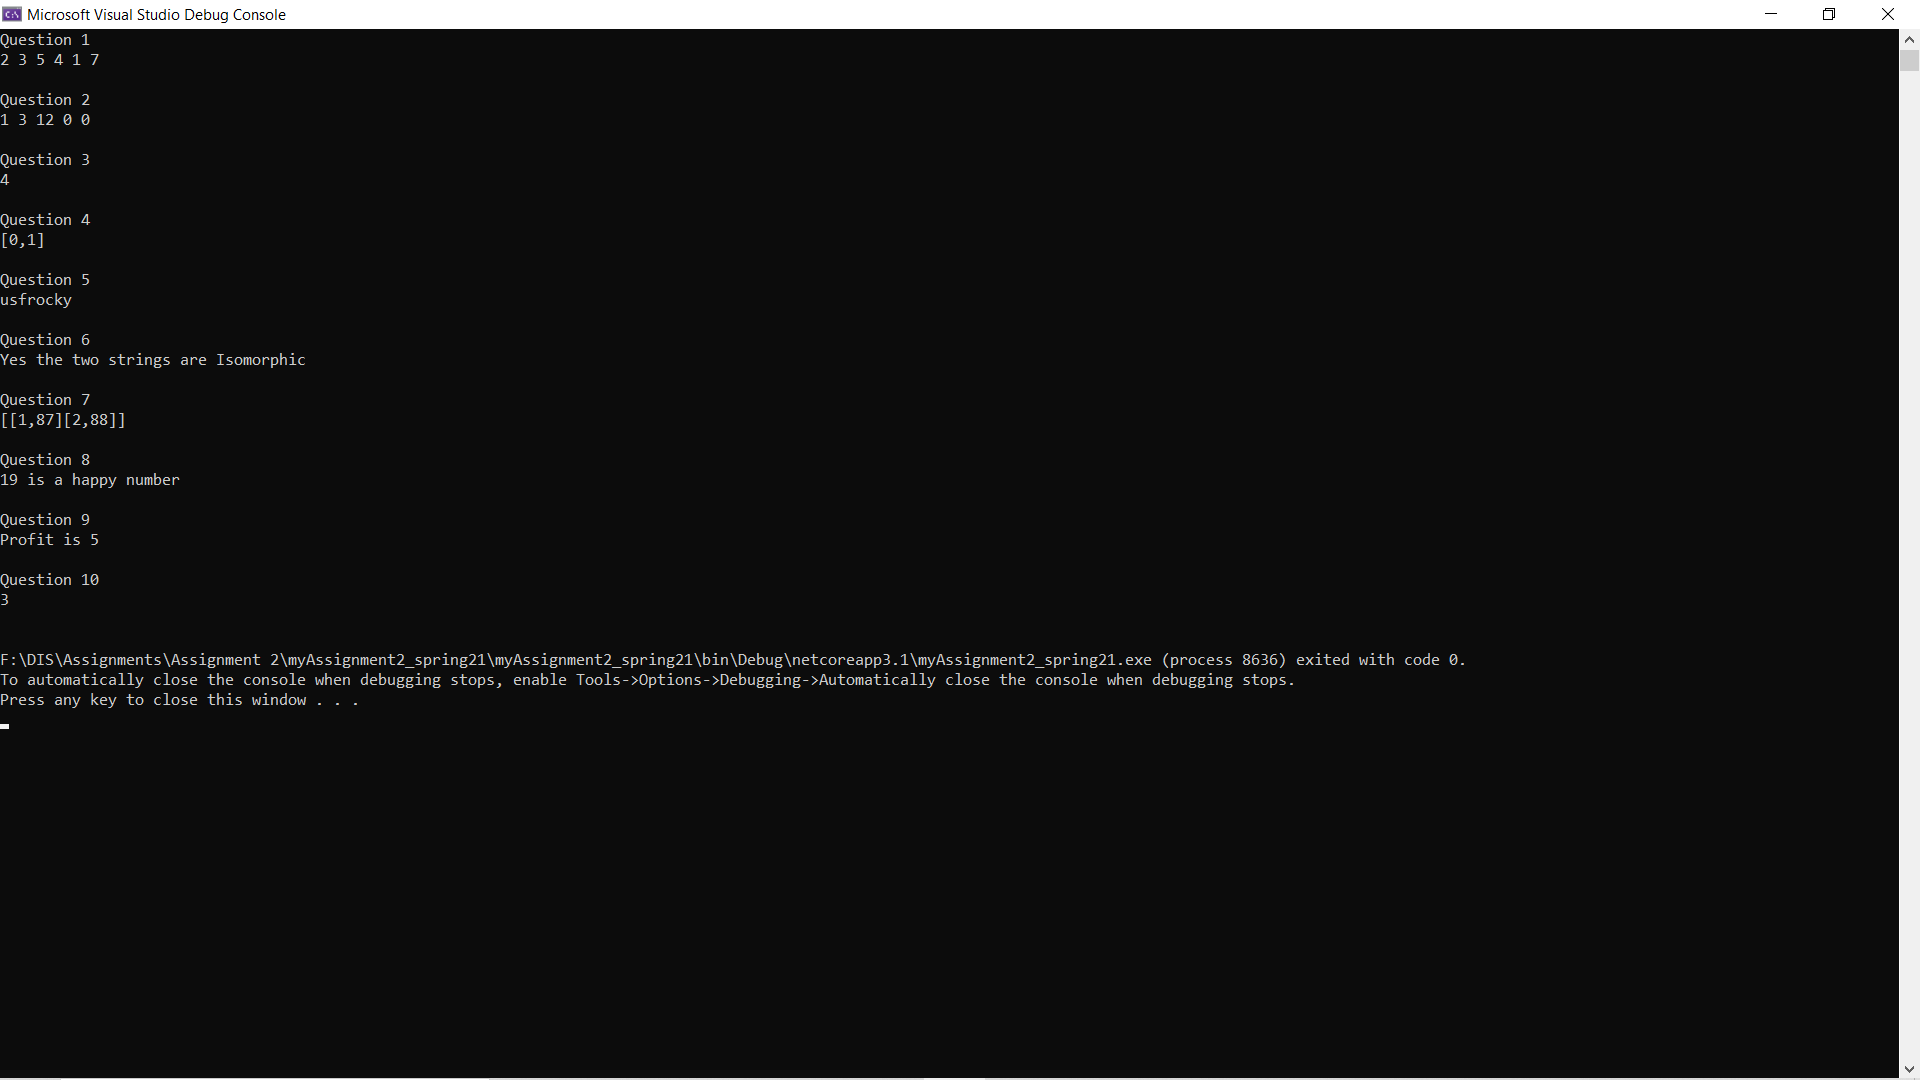 Microsoft Visual Studio Debug Console
Question 1
2 3 5 4 1 7
Question 2
1 3 12 0 0
Question 3
4
Question 4
[0,1]
Question 5
usfrocky
Question 6
Yes the two strings are Isomorphic
Question 7
[[1,87][2,88]]
Question 8
19 is a happy number
Question 9
Profit is 5
Question 10
3
F:\DIS\Assignments\Assignment 2\myAssignment2_spring21\myAssignment2_spring21\bin\Debug\netcoreapp3.1\myAssignment2_spring21.exe (process 8636) exited with code 0.
To automatically close the console when debugging stops, enable Tools->Options->Debugging->Automatically close the console when debugging stops.
Press any key to close this window . . .